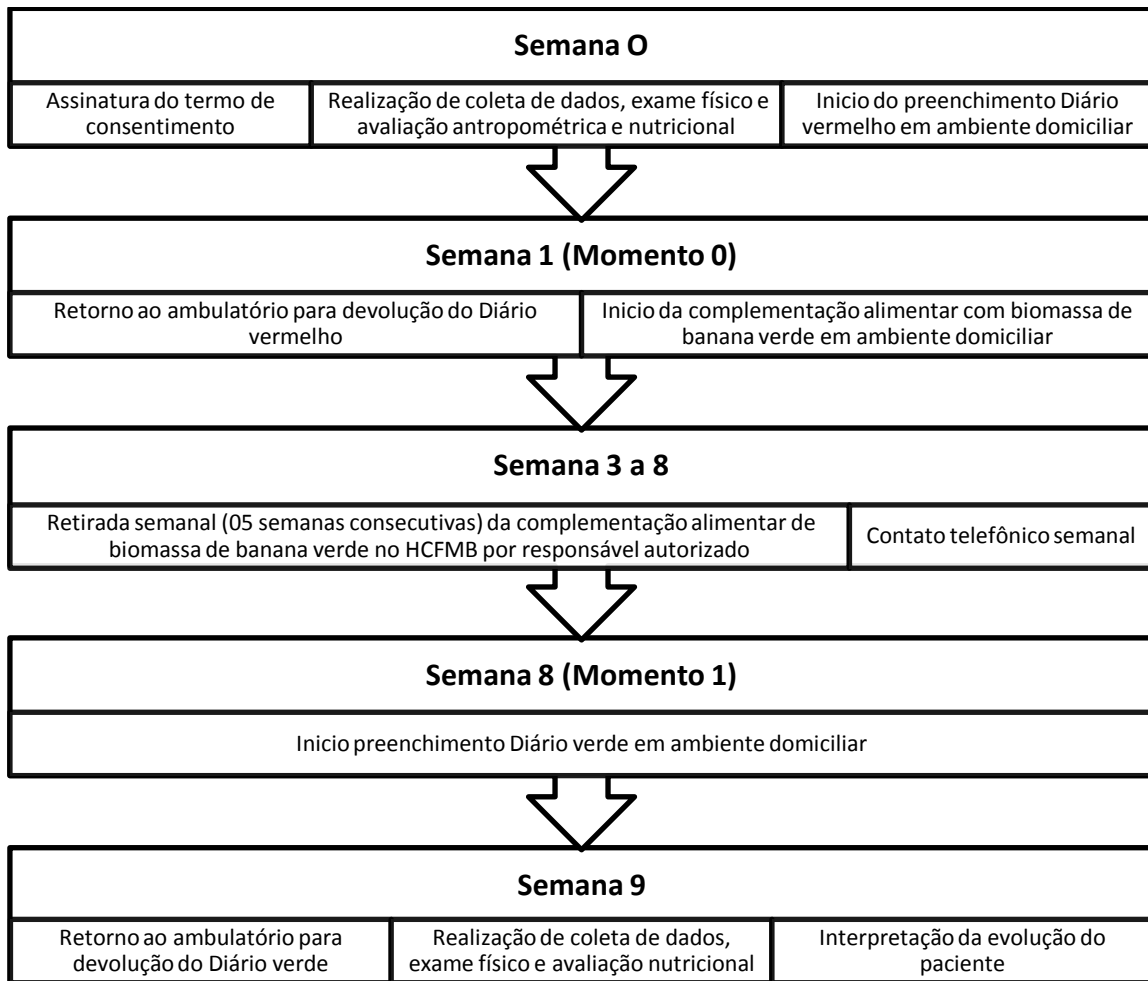 Semana O
Assinatura do termo de
consentimento
Realização de coleta de dados, exame físico e
avaliação antropométrica e nutricional
Inicio do preenchimento Diário
vermelho em ambiente domiciliar
Semana 1 (Momento 0)
Retorno ao ambulatório para devolução do Diário
vermelho
Inicio da complementação alimentar com biomassa de
banana verde em ambiente domiciliar
Semana 3 a 8
Retirada semanal (05 semanas consecutivas) da complementação alimentar de
biomassa de banana verde no HCFMB por responsável autorizado
Contato telefônico semanal
Semana 8 (Momento 1)
Inicio preenchimento Diário verde em ambiente domiciliar
Semana 9
Retorno ao ambulatório para
devolução do Diário verde
Realização de coleta de dados,
exame físico e avaliação nutricional
Interpretação da evolução do
paciente